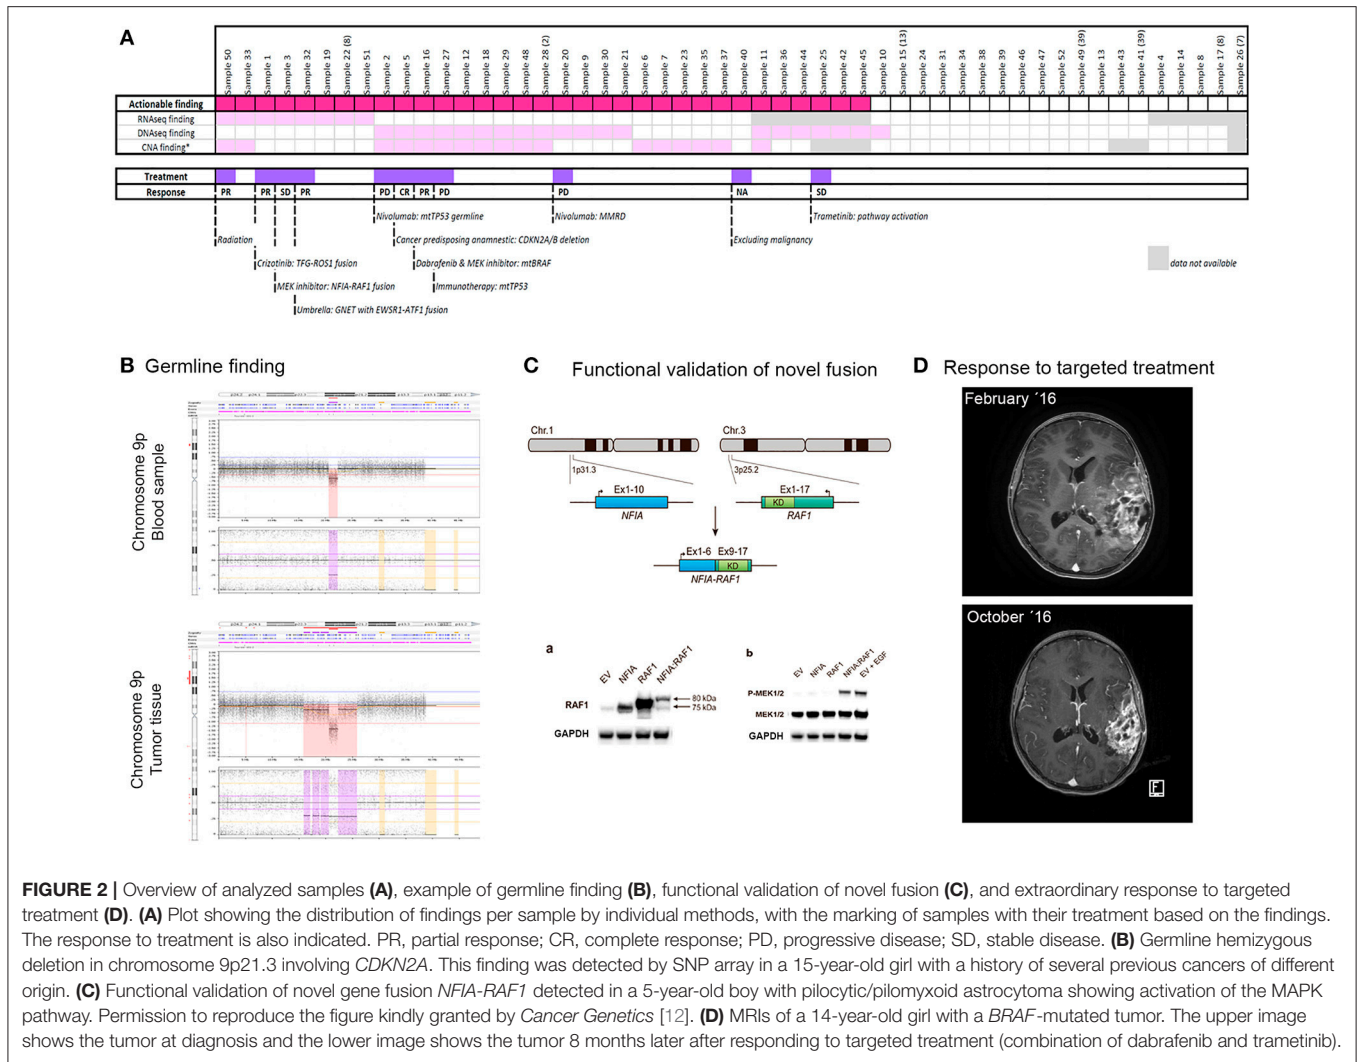 A
Sample 50
Sample 33
Sample 1
Sample 3
Sample 32
Sample 19
Sample 22 (8)
Sample 51
Sample 2
Sample 5
Sample 16
Sample 27
Sample 12
Sample 18
Sample 29
Sample 48
Sample 28 (2)
Sample 20
Sample 9
Sample 30
Sample 21
Sample 6
Sample 7
Sample 23
Sample 35
Sample 37
Sample 40
Sample 11
Sample 36
Sample 44
Sample 25
Sample 42
Sample 45
Sample 10
Sample 15 (13)
Sample 24
Sample 31
Sample 34
Sample 38
Sample 39
Sample 46
Sample 47
Sample 52
Sample 49 (39)
Sample 13
Sample 43
Sample 41 (39)
Sample 4
Sample 14
Sample 8
Sample 17 (8)
Sample 26 (7)
Actionable finding
RNAseq finding
DNAseq finding
CNA finding*
Treatment
Response PR PR SD PR PD CR PR PD PD NA SD
Nivolumab: mtTP53 germline Nivolumab: MMRD Trametinib: pathway activation
Radiation Cancer predisposing anamnestic: CDKN2A/B deletion Excluding malignancy
Crizotinib: TFG-ROS1 fusion Dabrafenib & MEK inhibitor: mtBRAF data not available
MEK inhibitor: NFIA-RAF1 fusion Immunotherapy: mtTP53
Umbrella: GNET with EWSR1-ATF1 fusion
B Germline finding
Chromosome 9p
Blood sample
Chromosome 9p
Tumor tissue
C Functional validation of novel fusion
Chr.1 Chr.3
1p31.3 3p25.2
Ex1-10 Ex1-17
KD
NFIA RAF1
Ex1-6 Ex9-17
KD
NFIA-RAF1
a
EV NFIA RAF1 NFIA-RAF1
RAF1 80 kDa
75 kDa
GAPDH
b
EV NFIA RAF1 NFIA-RAF1 EV + EGF
P-MEK1/2
MEK1/2
GAPDH
D Response to targeted treatment
February ´16
October ´16
F
FIGURE 2 | Overview of analyzed samples (A), example of germline finding (B), functional validation of novel fusion (C), and extraordinary response to targeted
treatment (D). (A) Plot showing the distribution of findings per sample by individual methods, with the marking of samples with their treatment based on the findings.
The response to treatment is also indicated. PR, partial response; CR, complete response; PD, progressive disease; SD, stable disease. (B) Germline hemizygous
deletion in chromosome 9p21.3 involving CDKN2A. This finding was detected by SNP array in a 15-year-old girl with a history of several previous cancers of different
origin. (C) Functional validation of novel gene fusion NFIA-RAF1 detected in a 5-year-old boy with pilocytic/pilomyxoid astrocytoma showing activation of the MAPK
pathway. Permission to reproduce the figure kindly granted by Cancer Genetics [12]. (D) MRIs of a 14-year-old girl with a BRAF-mutated tumor. The upper image
shows the tumor at diagnosis and the lower image shows the tumor 8 months later after responding to targeted treatment (combination of dabrafenib and trametinib).